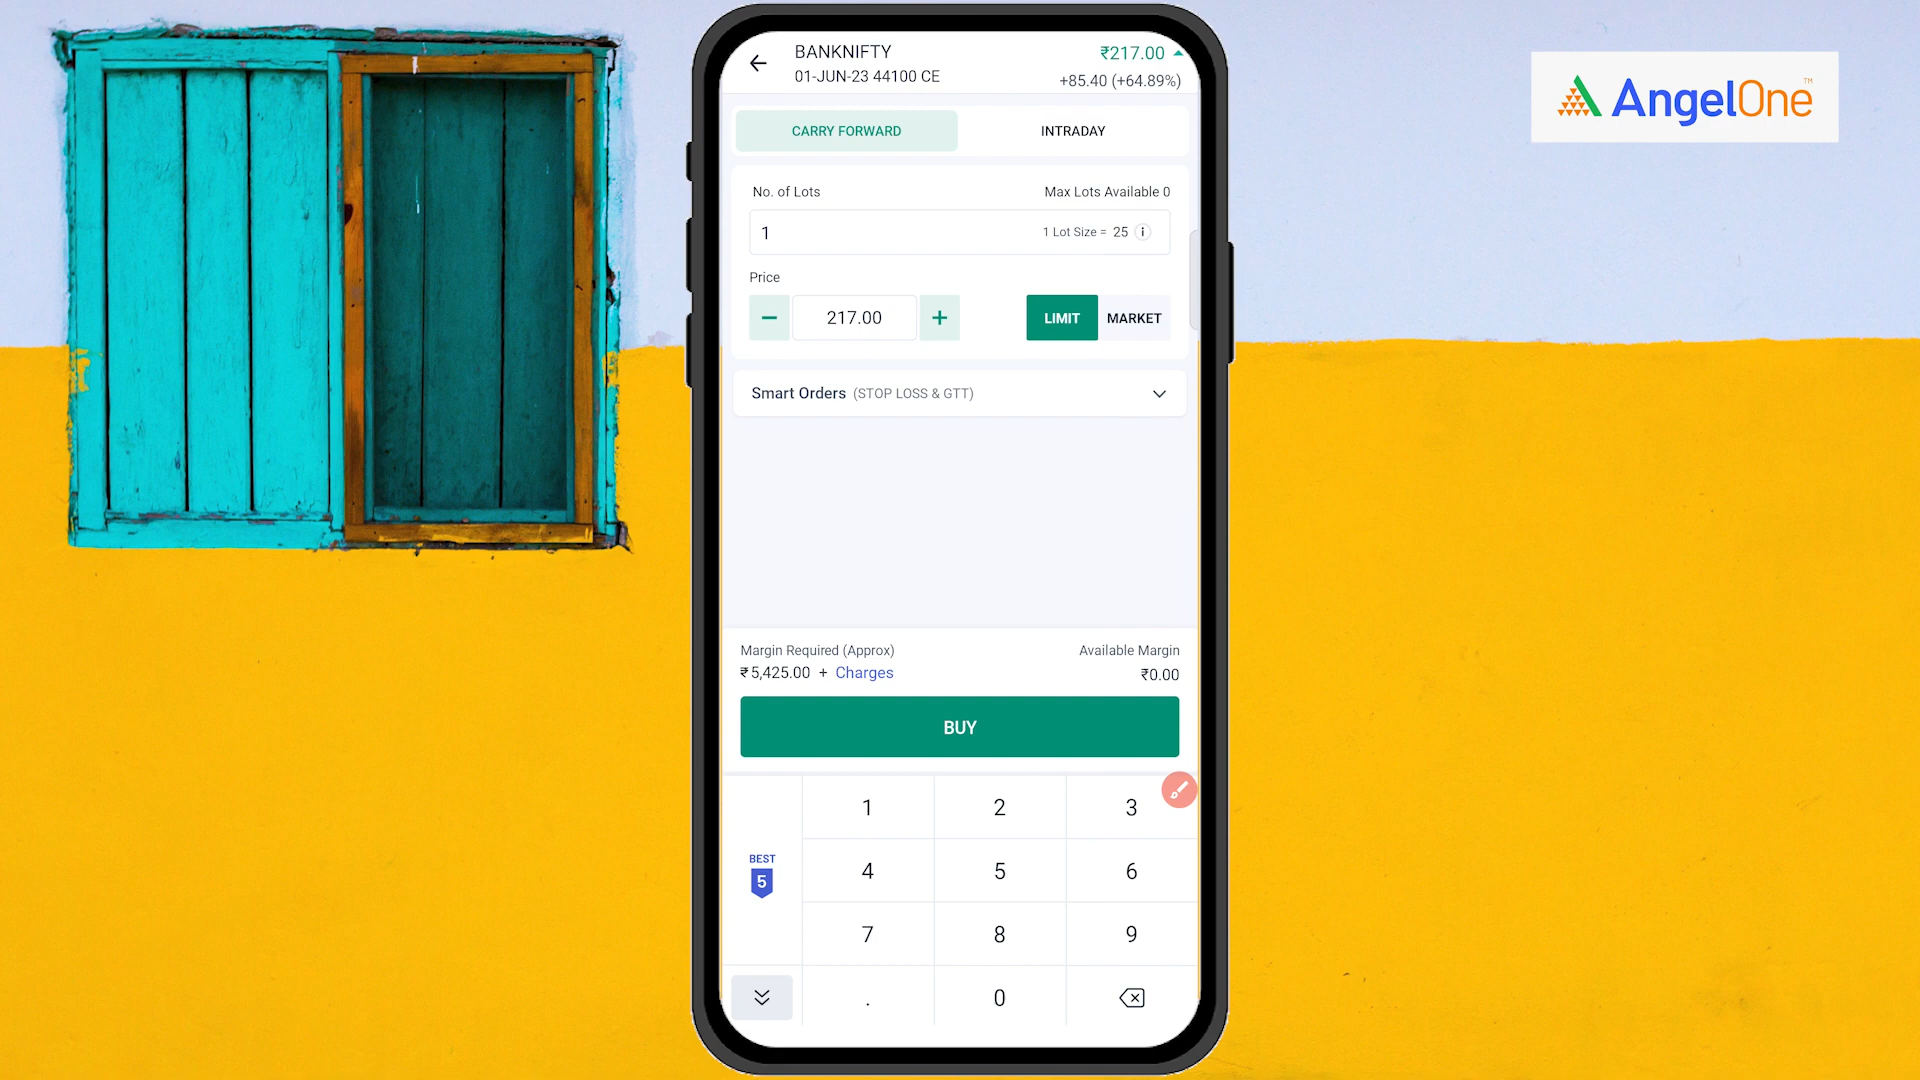 BANKNIFTY
₹217.00
01-JUN-23 44100 CE
+85.40 (+64.89%)
AngelOne™
CARRY FORWARD
INTRADAY
No. of Lots
Max Lots Available 0
1
1 Lot Size = 25
Price
217.00
LIMIT
MARKET
Smart Orders (STOP LOSS & GTT)
Margin Required (Approx)
Available Margin
₹5,425.00 + Charges
₹0.00
BUY
1 2 3
BEST
5
4 5 6
7 8 9
. 0